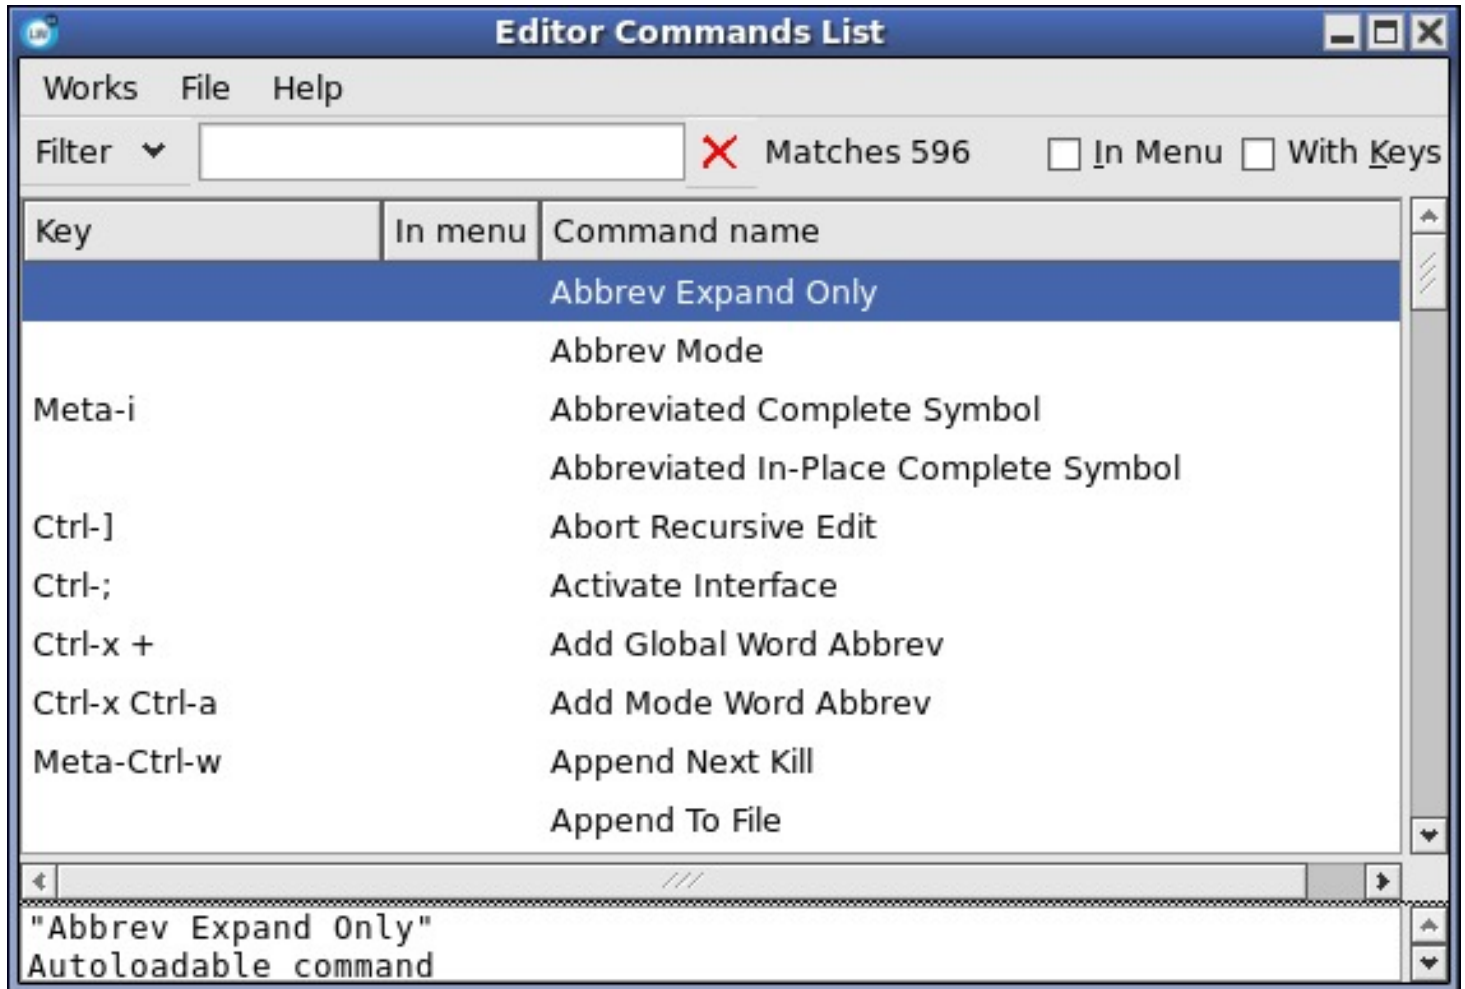 Editor Commands List
Works File Help
Filter Matches 596 In Menu With Keys
Key In menu Command name
Abbrev Expand Only
Abbrev Mode
Meta-i Abbreviated Complete Symbol
Abbreviated In-Place Complete Symbol
Ctrl-] Abort Recursive Edit
Ctrl-; Activate Interface
Ctrl-x + Add Global Word Abbrev
Ctrl-x Ctrl-a Add Mode Word Abbrev
Meta-Ctrl-w Append Next Kill
Append To File
"Abbrev Expand Only"
Autoloadable command